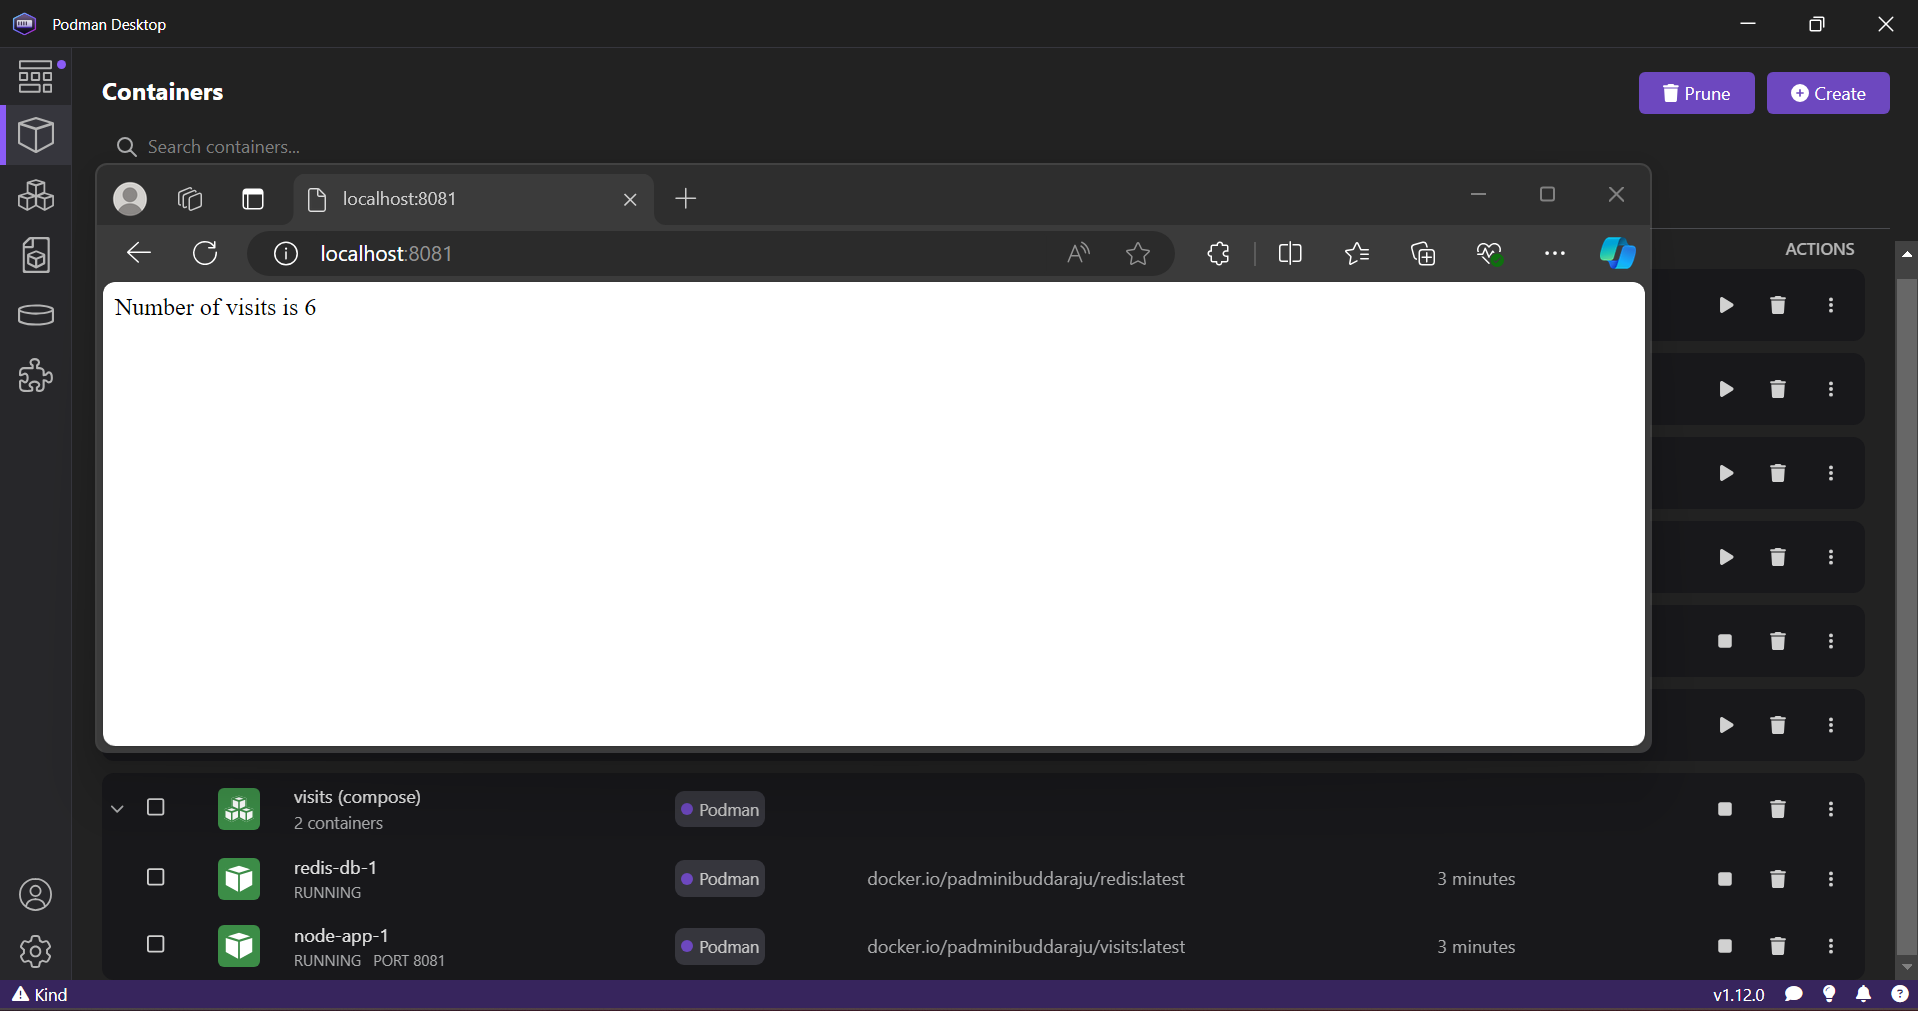 Podman Desktop
Containers
Prune
Create
Search containers...
localhost:8081
localhost:8081
ACTIONS
Number of visits is 6
visits (compose)
2 containers
Podman
redis-db-1
RUNNING
Podman
docker.io/padminibuddaraju/redis:latest
3 minutes
node-app-1
RUNNING PORT 8081
Podman
docker.io/padminibuddaraju/visits:latest
3 minutes
Kind
v1.12.0